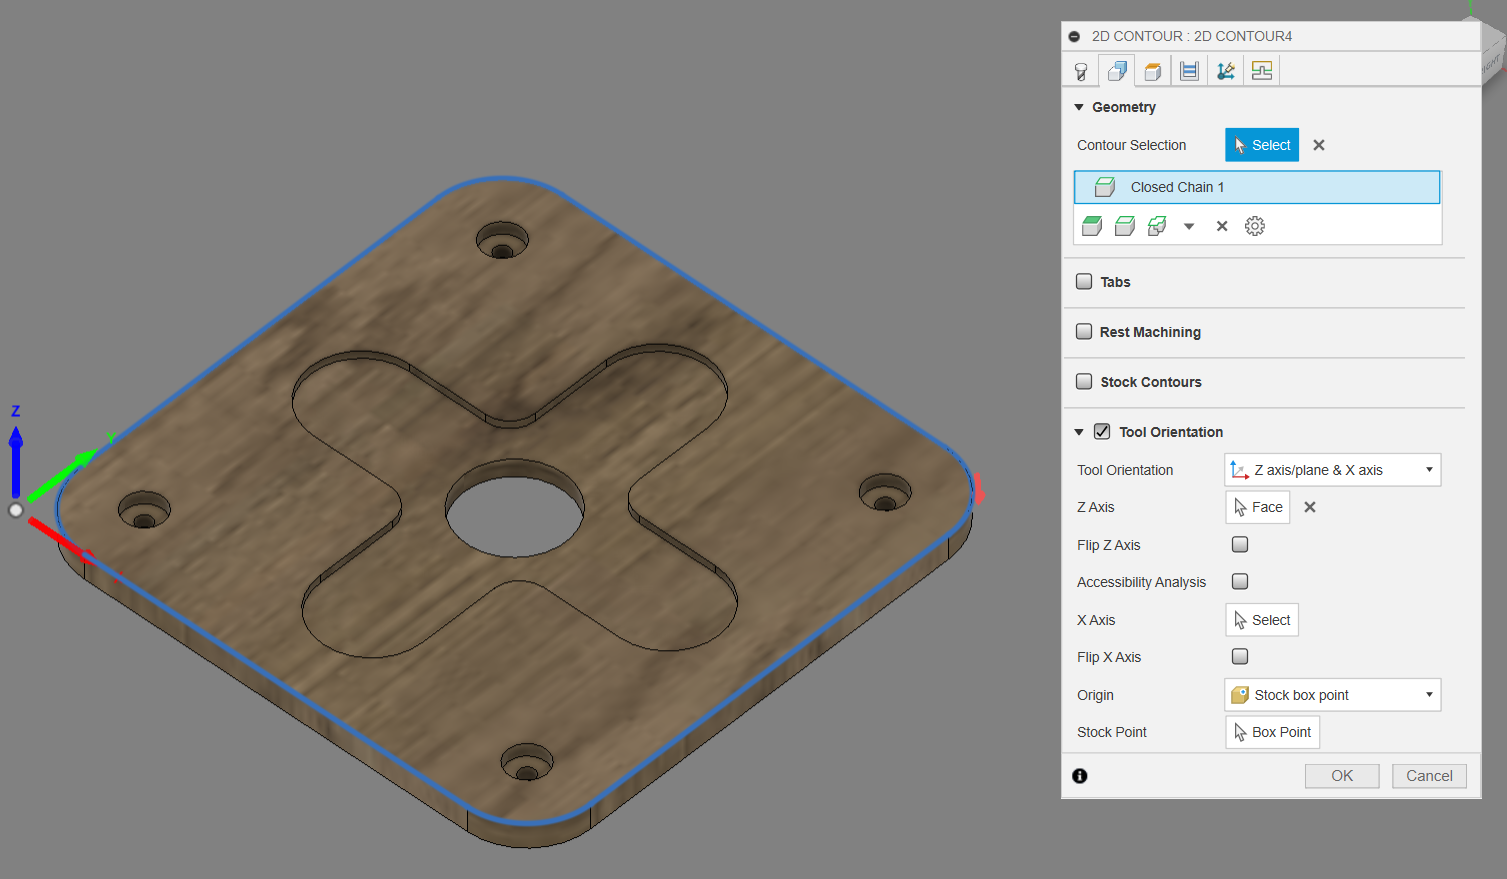 2D CONTOUR : 2D CONTOUR4
RIGHT
Geometry
Contour Selection Select
Closed Chain 1
Tabs
Rest Machining
Stock Contours
Tool Orientation
Tool Orientation Z axis/plane & X axis
Z Axis Face
Flip Z Axis
Accessibility Analysis
X Axis Select
Flip X Axis
Origin Stock box point
Stock Point Box Point
OK Cancel
Z
Y